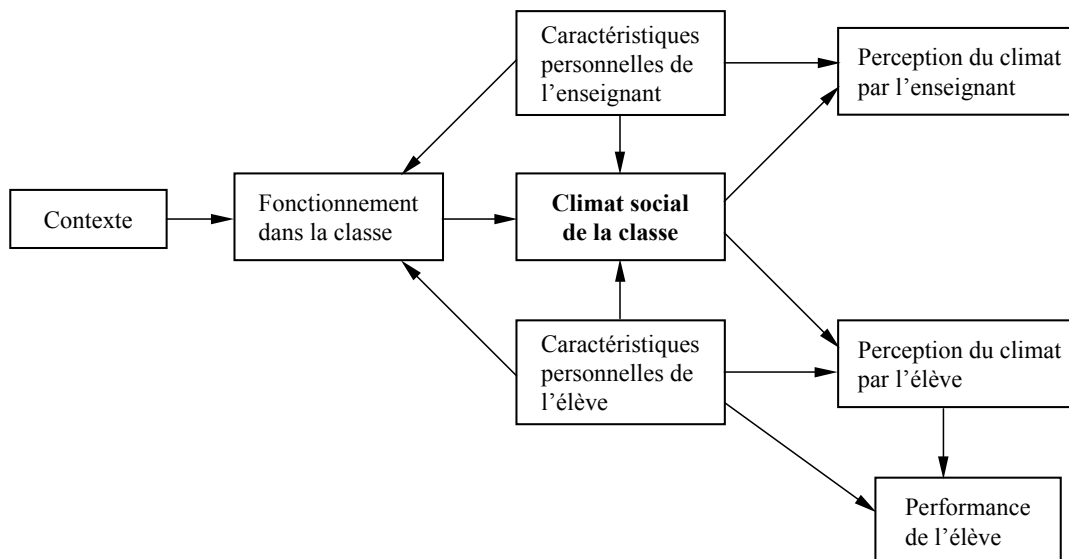 Caractéristiques
personnelles de
l’enseignant
Perception du climat
par l’enseignant
Contexte
Fonctionnement
dans la classe
Climat social
de la classe
Caractéristiques
personnelles de
l’élève
Perception du climat
par l’élève
Performance
de l’élève